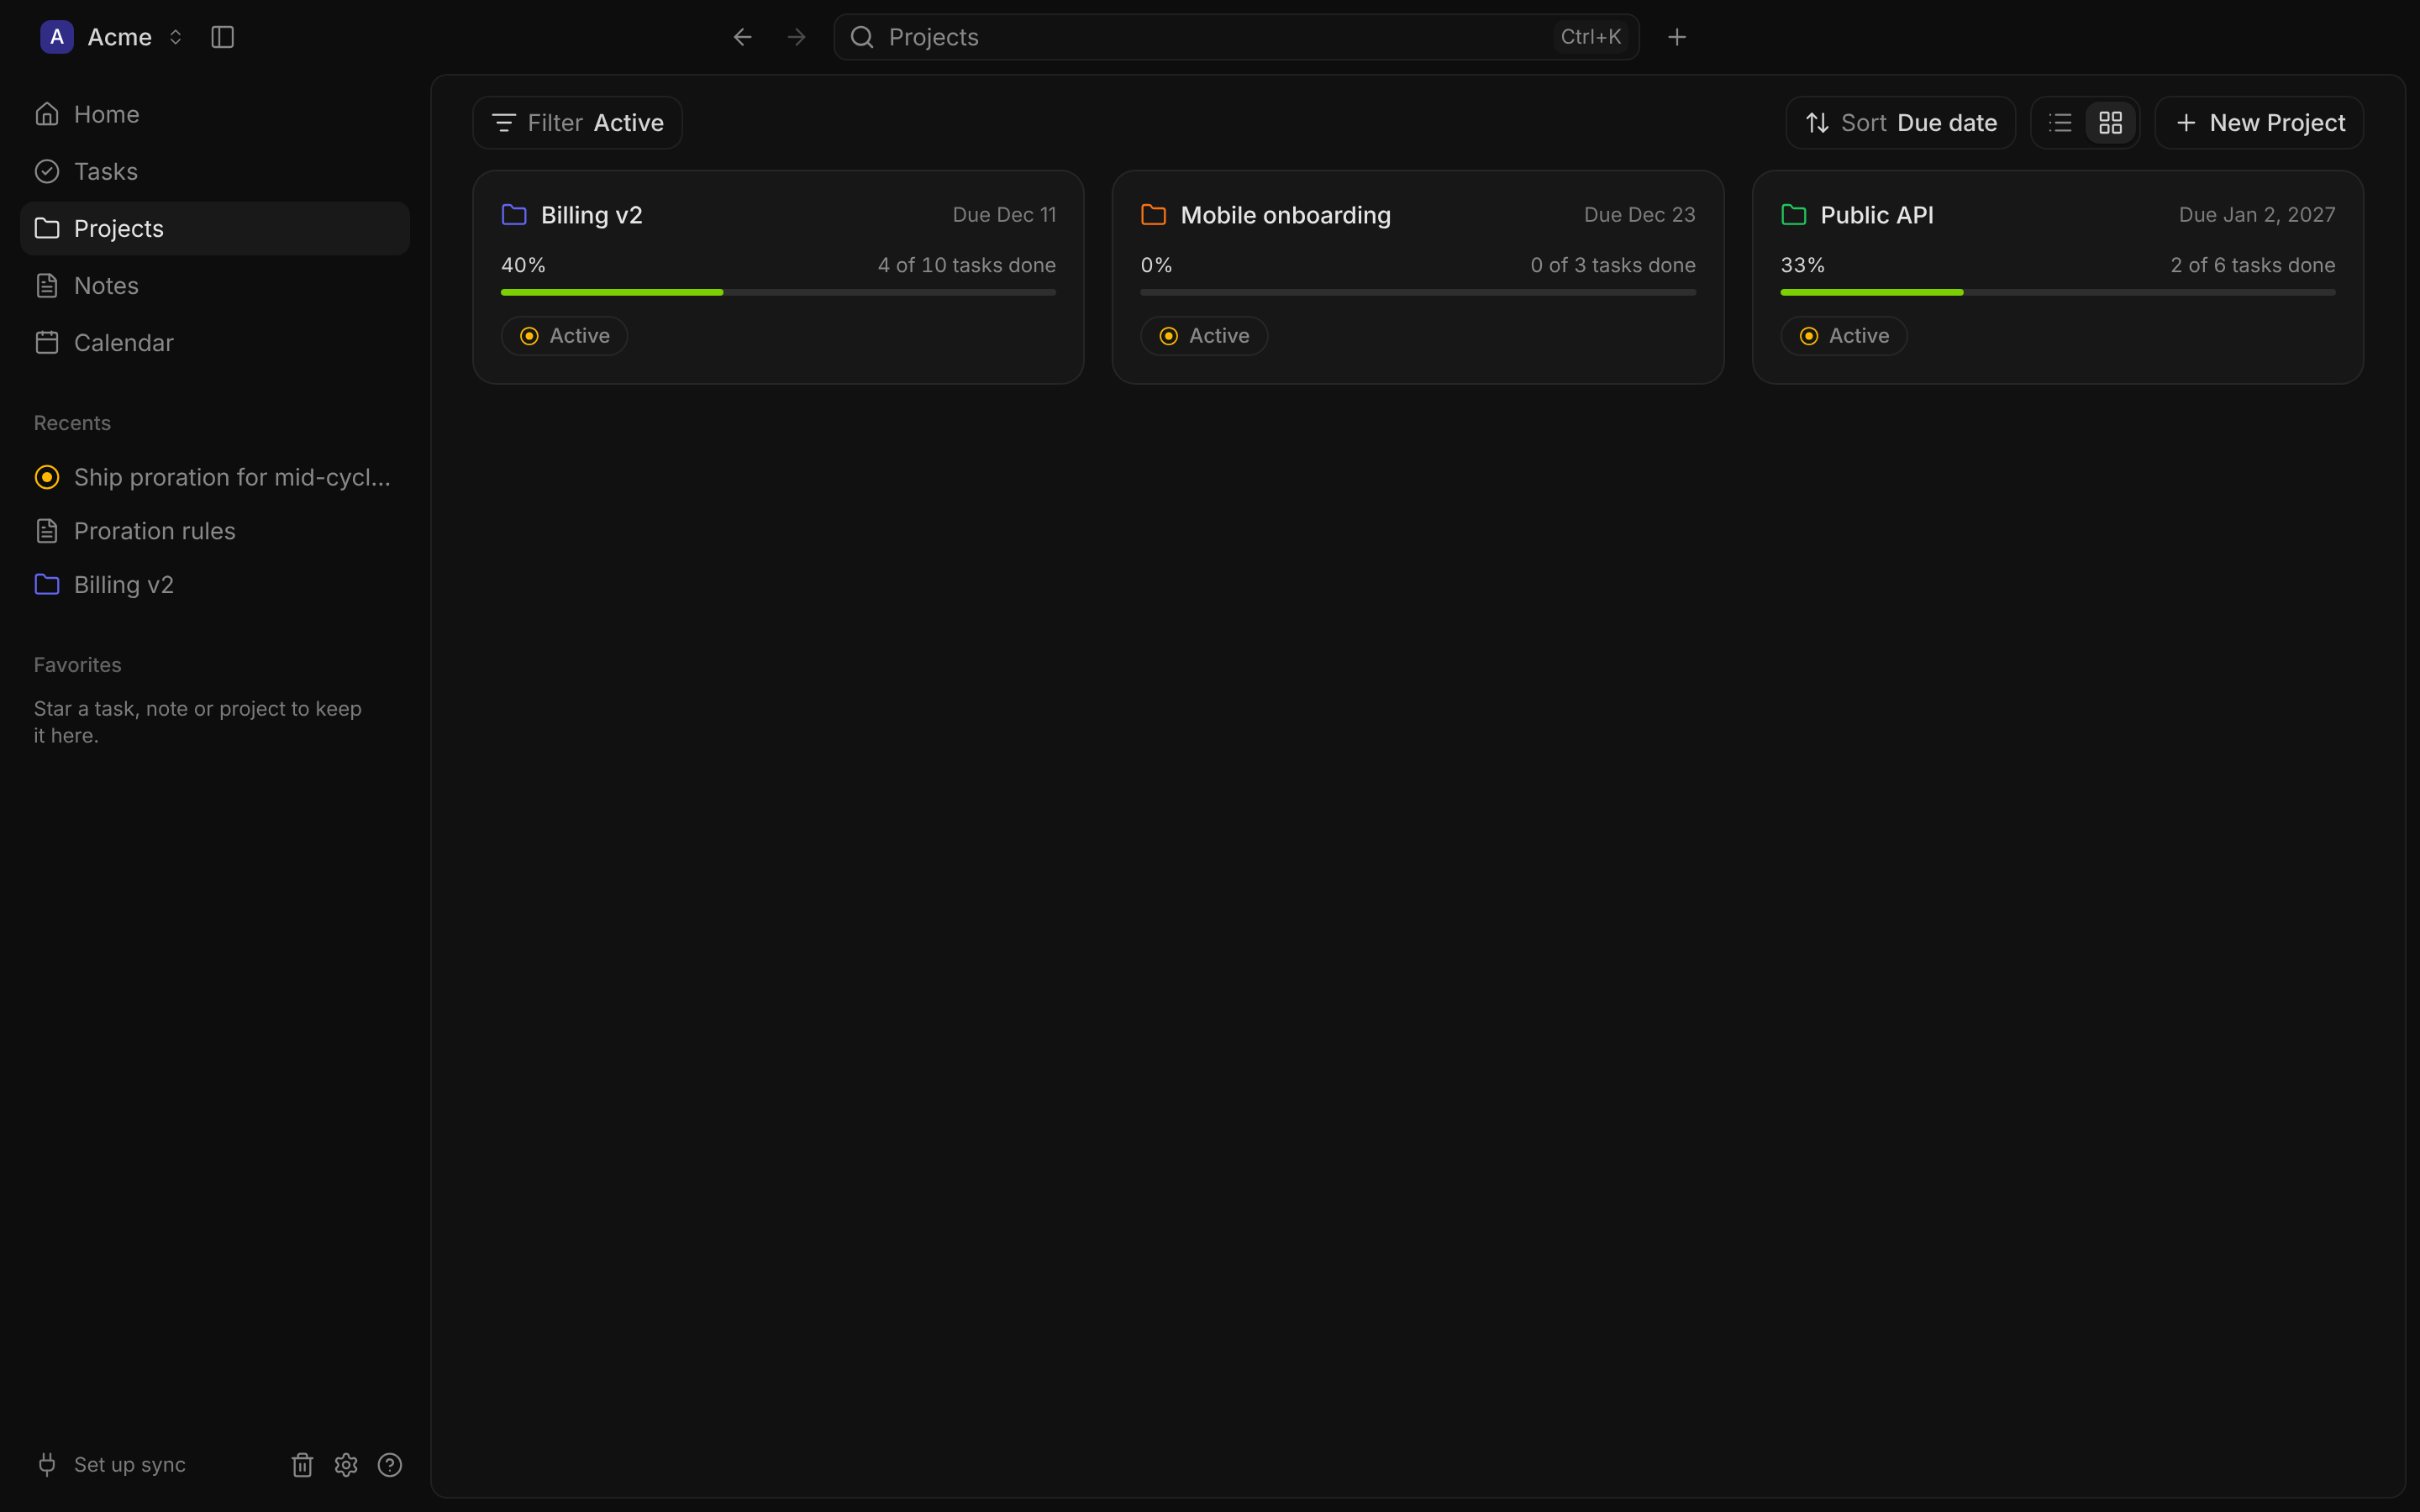 A Acme
Projects Ctrl+K
Home
Tasks
Projects
Notes
Calendar
Recents
Ship proration for mid-cycl...
Proration rules
Billing v2
Favorites
Star a task, note or project to keep
it here.
Set up sync
Filter Active
Sort Due date
New Project
Billing v2 Due Dec 11
40% 4 of 10 tasks done
Active
Mobile onboarding Due Dec 23
0% 0 of 3 tasks done
Active
Public API Due Jan 2, 2027
33% 2 of 6 tasks done
Active